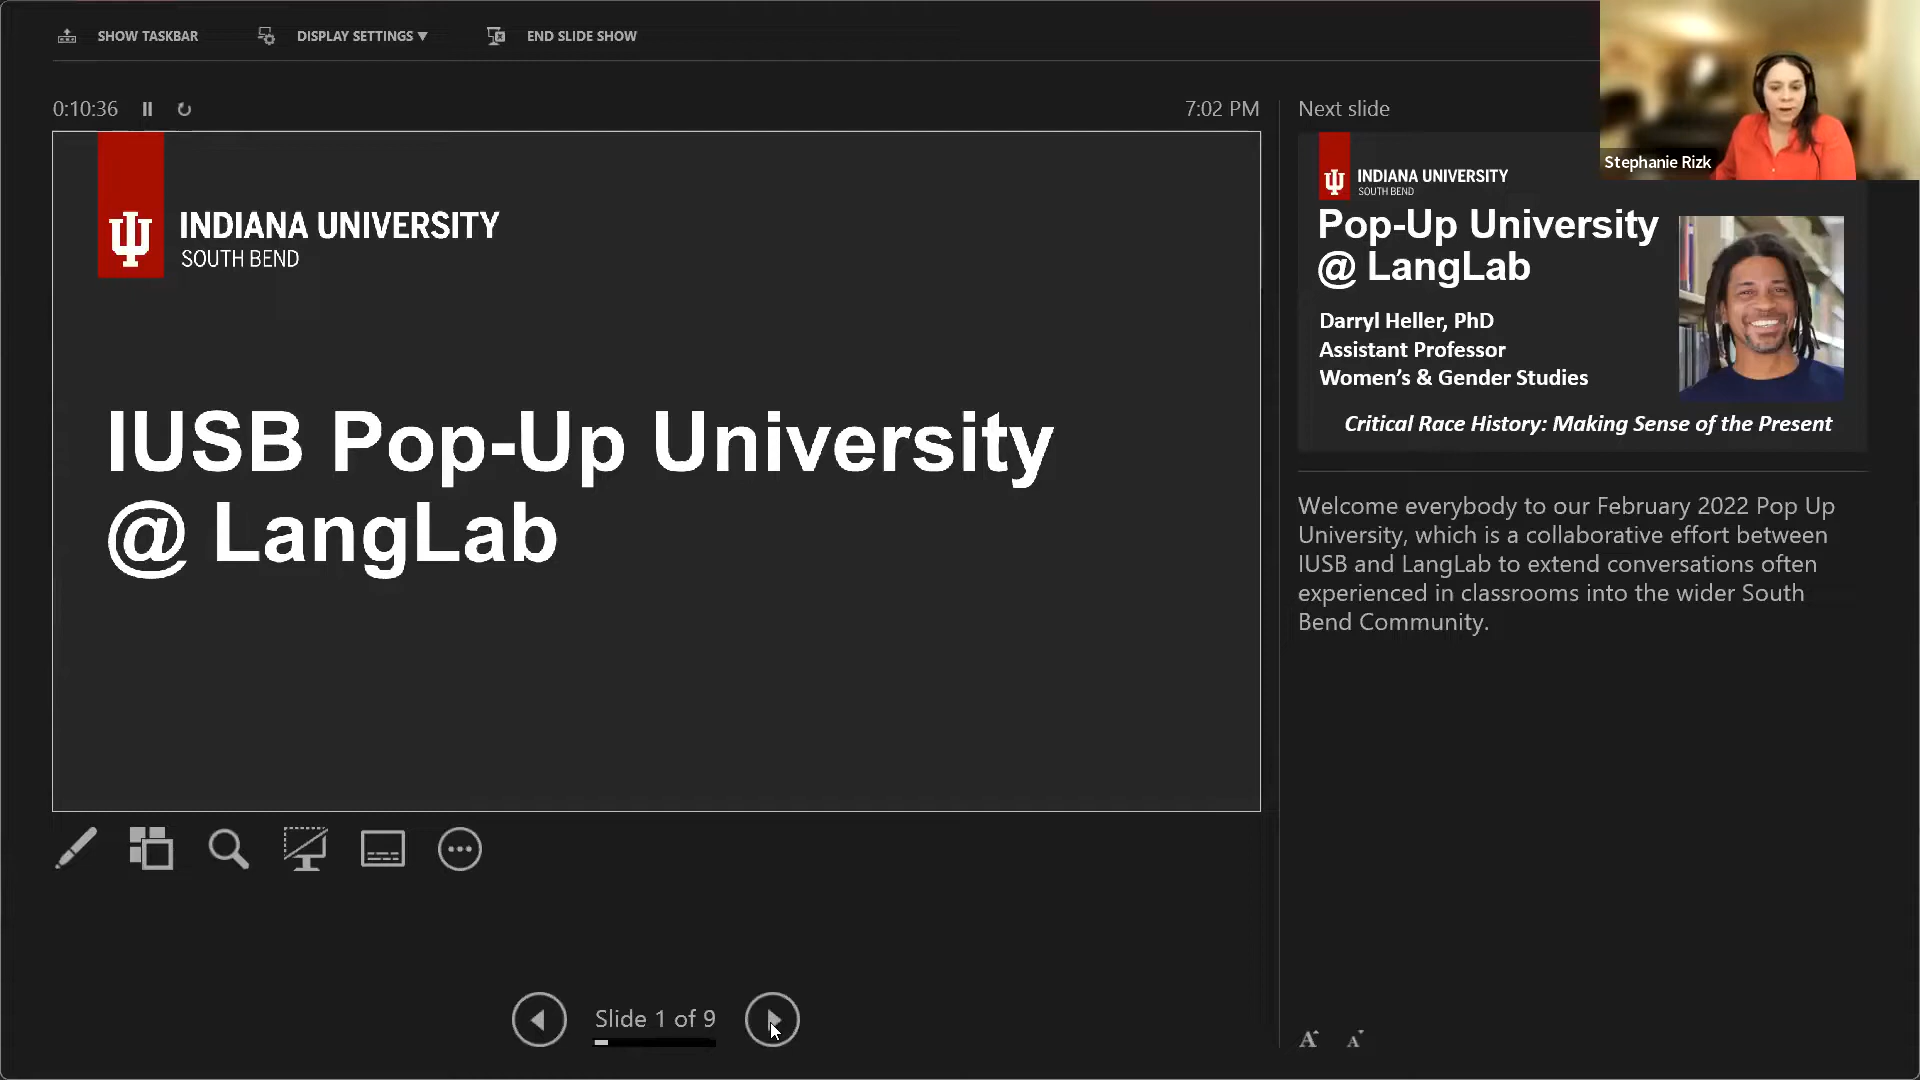 SHOW TASKBAR
DISPLAY SETTINGS ▼
END SLIDE SHOW
0:10:36
7:02 PM
INDIANA UNIVERSITY
SOUTH BEND
IUSB Pop-Up University
@ LangLab
Slide 1 of 9
Next slide
Stephanie Rizk
INDIANA UNIVERSITY
SOUTH BEND
Pop-Up University
@ LangLab
Darryl Heller, PhD
Assistant Professor
Women’s & Gender Studies
Critical Race History: Making Sense of the Present
Welcome everybody to our February 2022 Pop Up
University, which is a collaborative effort between
IUSB and LangLab to extend conversations often
experienced in classrooms into the wider South
Bend Community.
A A